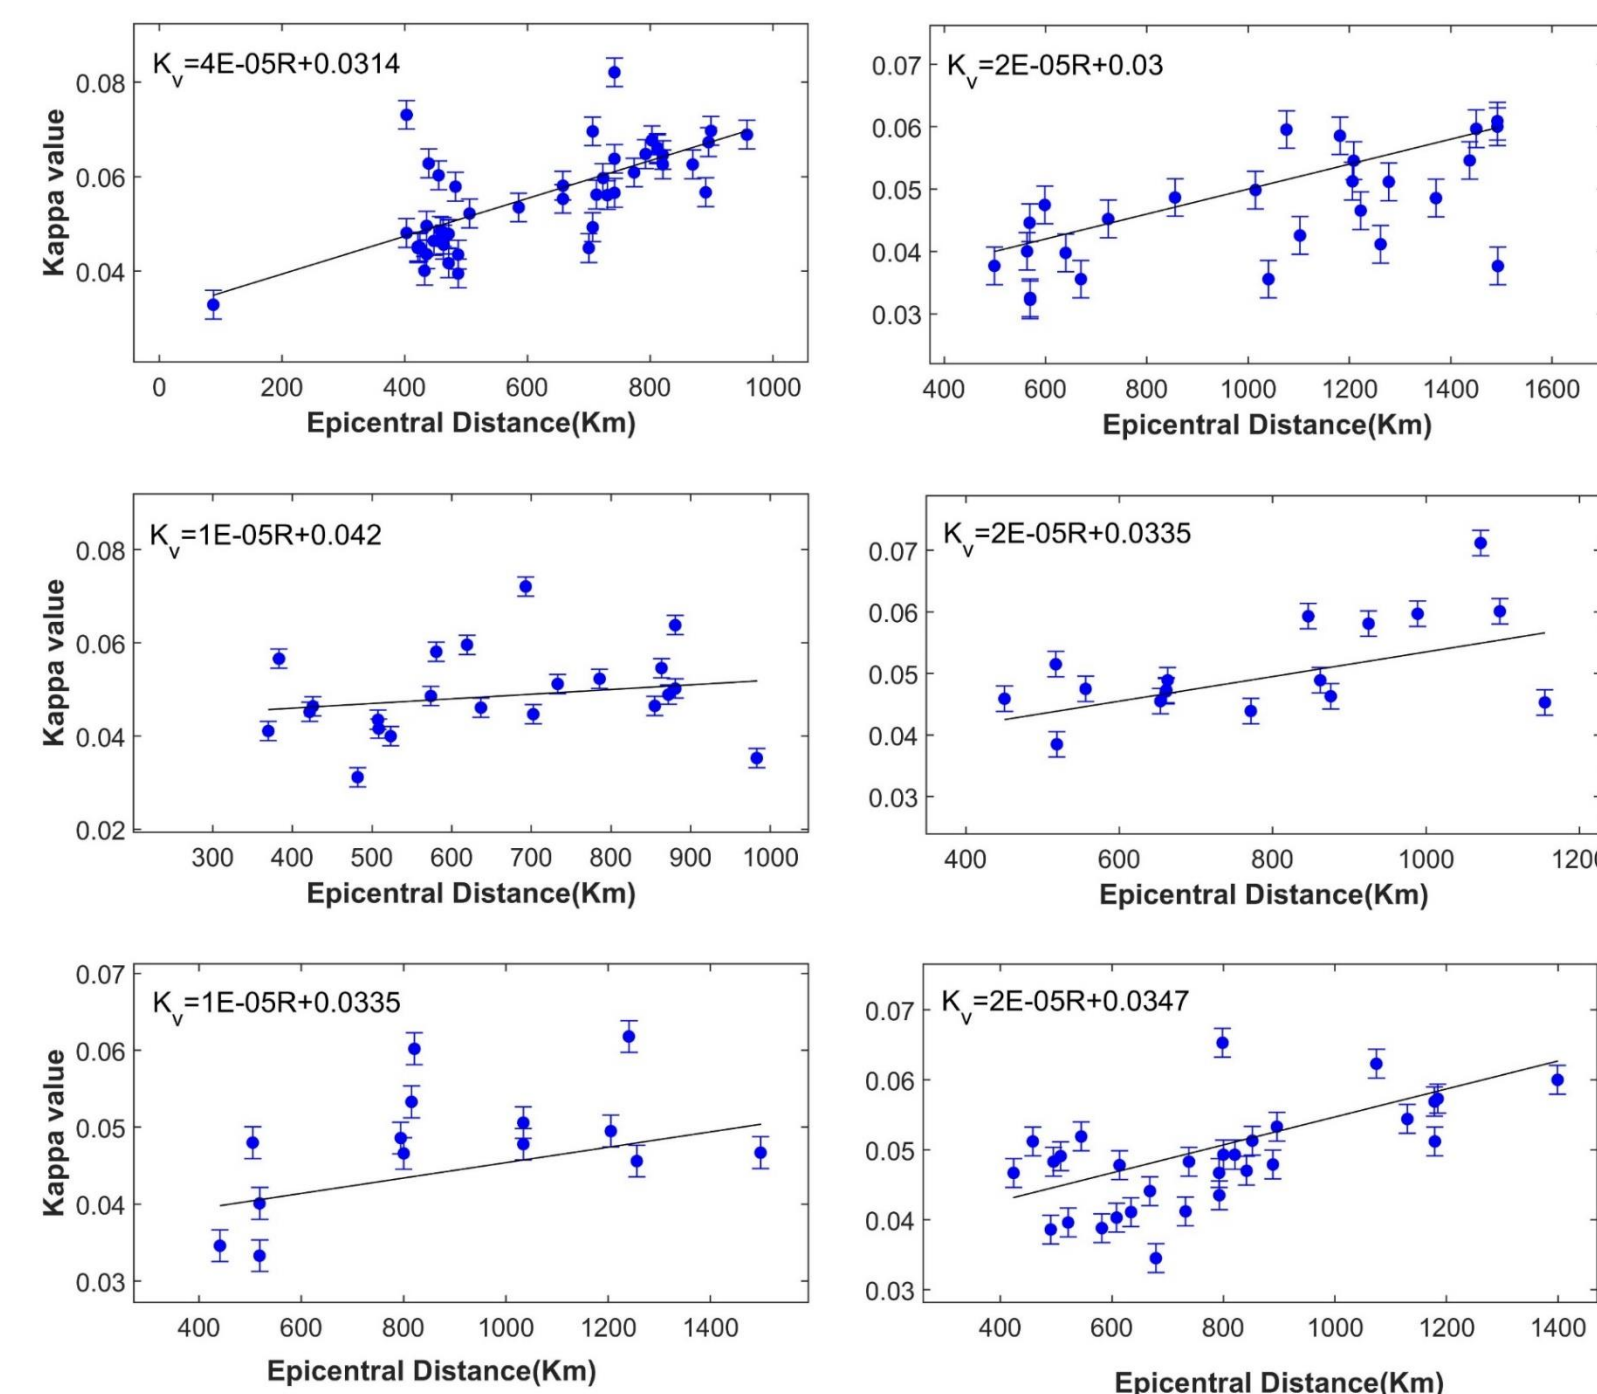 K_v=4E-05R+0.0314
Kappa value
0.08
0.06
0.04
0 200 400 600 800 1000
Epicentral Distance(Km)
K_v=2E-05R+0.03
0.07
0.06
0.05
0.04
0.03
400 600 800 1000 1200 1400 1600
Epicentral Distance(Km)
K_v=1E-05R+0.042
Kappa value
0.08
0.06
0.04
0.02
300 400 500 600 700 800 900 1000
Epicentral Distance(Km)
K_v=2E-05R+0.0335
0.07
0.06
0.05
0.04
0.03
400 600 800 1000 120
Epicentral Distance(Km)
K_v=1E-05R+0.0335
Kappa value
0.07
0.06
0.05
0.04
0.03
400 600 800 1000 1200 1400
Epicentral Distance(Km)
K_v=2E-05R+0.0347
0.07
0.06
0.05
0.04
0.03
400 600 800 1000 1200 1400
Epicentral Distance(Km)